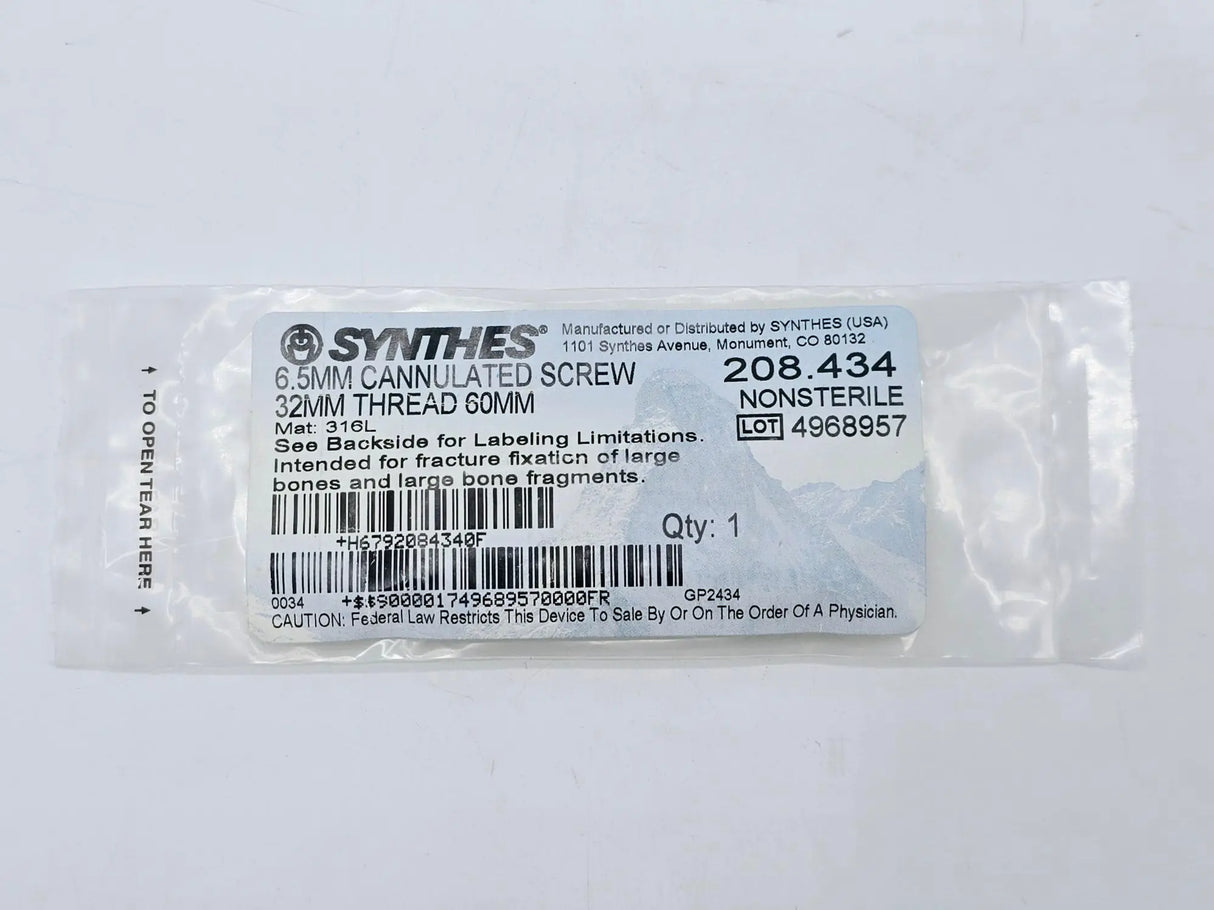 SYNTHES®
Manufactured or Distributed by SYNTHES (USA)
1101 Synthes Avenue, Monument, CO 80132
6.5MM CANNULATED SCREW
32MM THREAD 60MM
208.434
NONSTERILE
LOT 4968957
Mat: 316L
See Backside for Labeling Limitations.
Intended for fracture fixation of large
bones and large bone fragments.
Qty: 1
+H6792084340F
0034
GP2434
CAUTION: Federal Law Restricts This Device To Sale By Or On The Order Of A Physician.
TO OPEN TEAR HERE